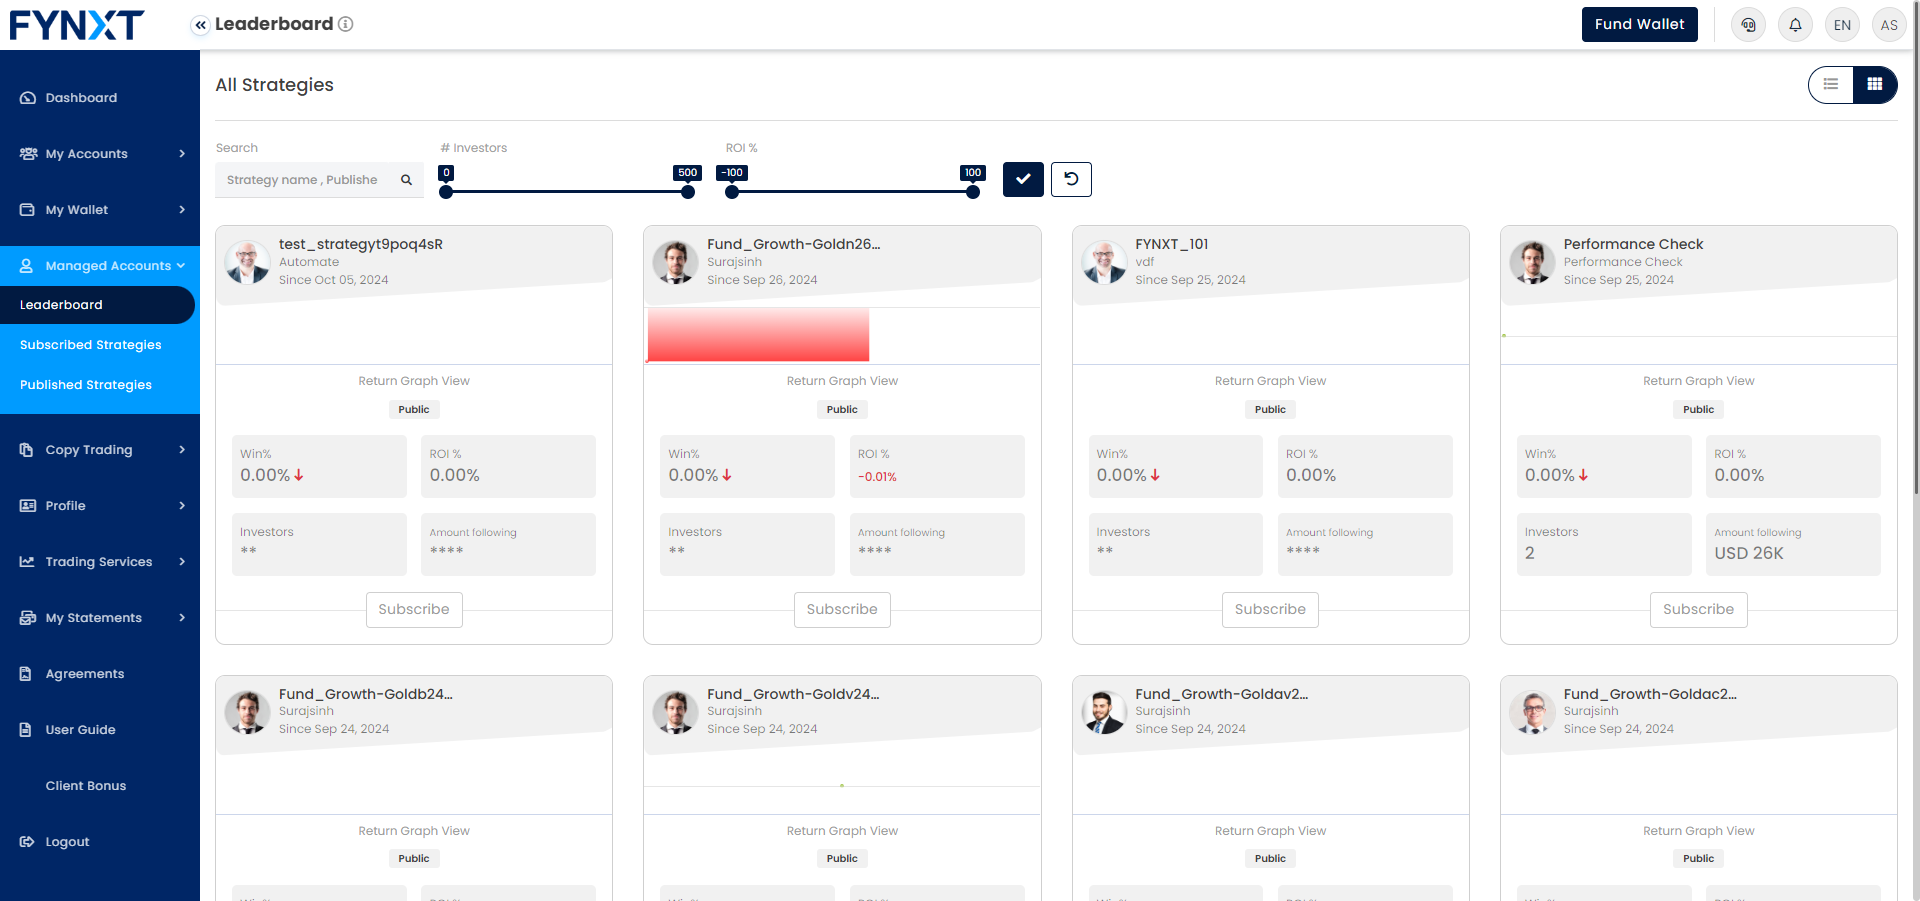 FYNXT
Leaderboard
Fund Wallet
EN
AS
Dashboard
My Accounts
My Wallet
Managed Accounts
Leaderboard
Subscribed Strategies
Published Strategies
Copy Trading
Profile
Trading Services
My Statements
Agreements
User Guide
Client Bonus
Logout
All Strategies
Search
# Investors
ROI %
Strategy name , Publishe
0
500
-100
100
test_strategyt9poq4sR
Automate
Since Oct 05, 2024
Return Graph View
Public
Win%
0.00%
ROI %
0.00%
Investors
**
Amount following
****
Subscribe
Fund_Growth-Goldn26...
Surajsinh
Since Sep 26, 2024
Return Graph View
Public
Win%
0.00%
ROI %
-0.01%
Investors
**
Amount following
****
Subscribe
FYNXT_101
vdf
Since Sep 25, 2024
Return Graph View
Public
Win%
0.00%
ROI %
0.00%
Investors
**
Amount following
****
Subscribe
Performance Check
Performance Check
Since Sep 25, 2024
Return Graph View
Public
Win%
0.00%
ROI %
0.00%
Investors
2
Amount following
USD 26K
Subscribe
Fund_Growth-Goldb24...
Surajsinh
Since Sep 24, 2024
Return Graph View
Public
Win%
ROI %
Fund_Growth-Goldv24...
Surajsinh
Since Sep 24, 2024
Return Graph View
Public
Win%
ROI %
Fund_Growth-Goldav2...
Surajsinh
Since Sep 24, 2024
Return Graph View
Public
Win%
ROI %
Fund_Growth-Goldac2...
Surajsinh
Since Sep 24, 2024
Return Graph View
Public
Win%
ROI %